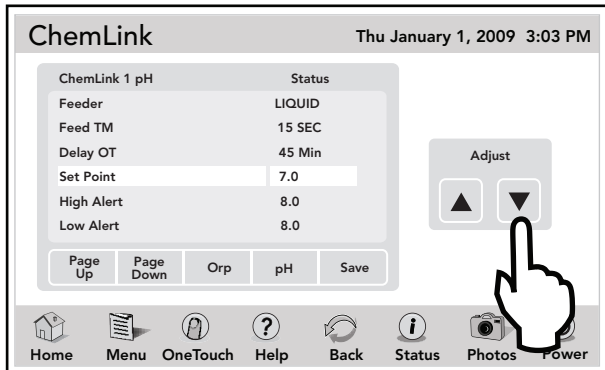 ChemLink Thu January 1, 2009 3:03 PM
ChemLink 1 pH Status
Feeder LIQUID
Feed TM 15 SEC
Delay OT 45 Min
Set Point 7.0
High Alert 8.0
Low Alert 8.0
Adjust
Page Up Page Down Orp pH Save
Home Menu OneTouch Help Back Status Photos Power